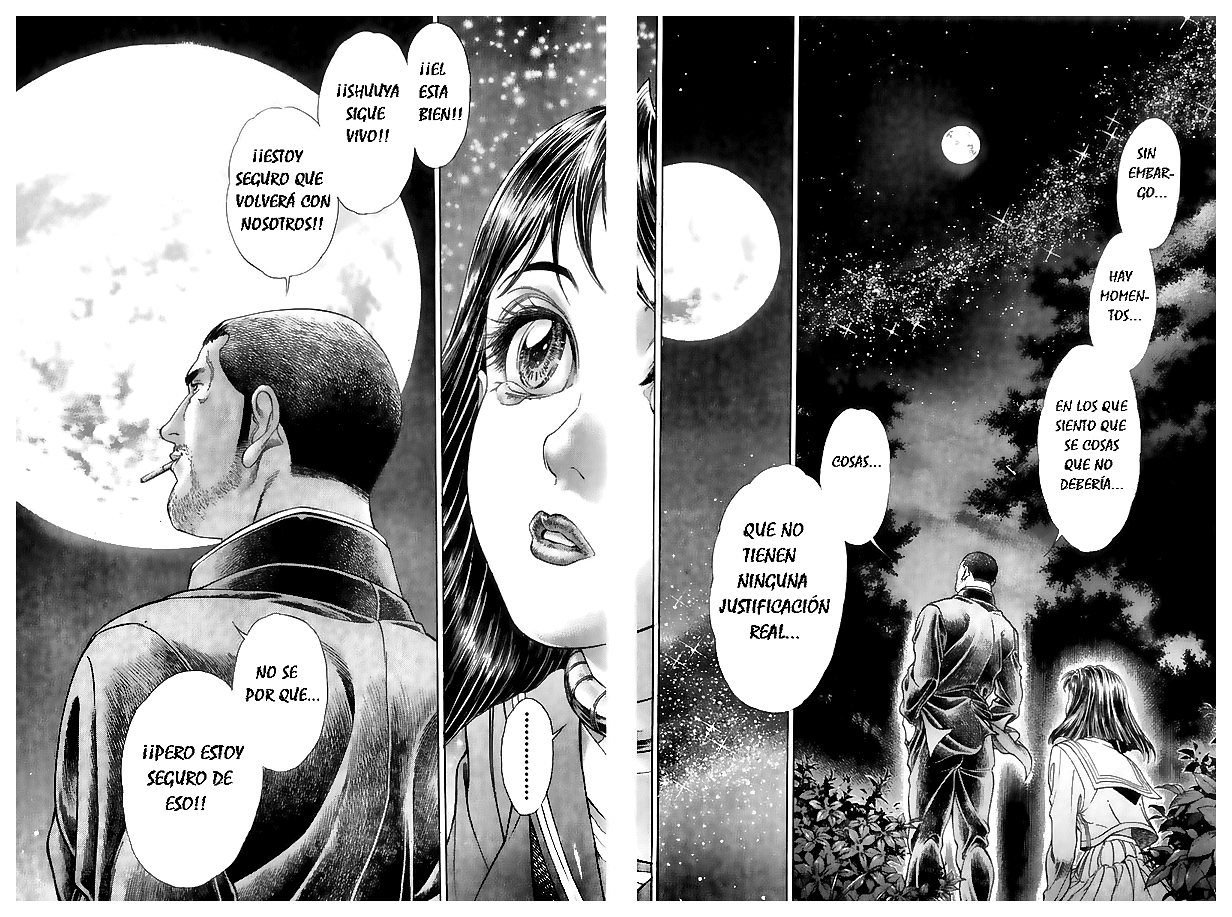 SIN
EMBAR-
GO...
HAY
MOMEN-
TOS...
EN LOS QUE
SIENTO QUE
SE COSAS
QUE NO
DEBERÍA...
COSAS...
QUE NO
TIENEN
NINGUNA
JUSTIFICACIÓN
REAL...
¡¡EL
ESTA
BIEN!!
¡¡SHUUYA
SIGUE
VIVO!!
¡¡ESTOY
SEGURO QUE
VOLVERÁ CON
NOSOTROS!!
..........
NO SE
POR QUE...
¡¡PERO ESTOY
SEGURO DE
ESO!!